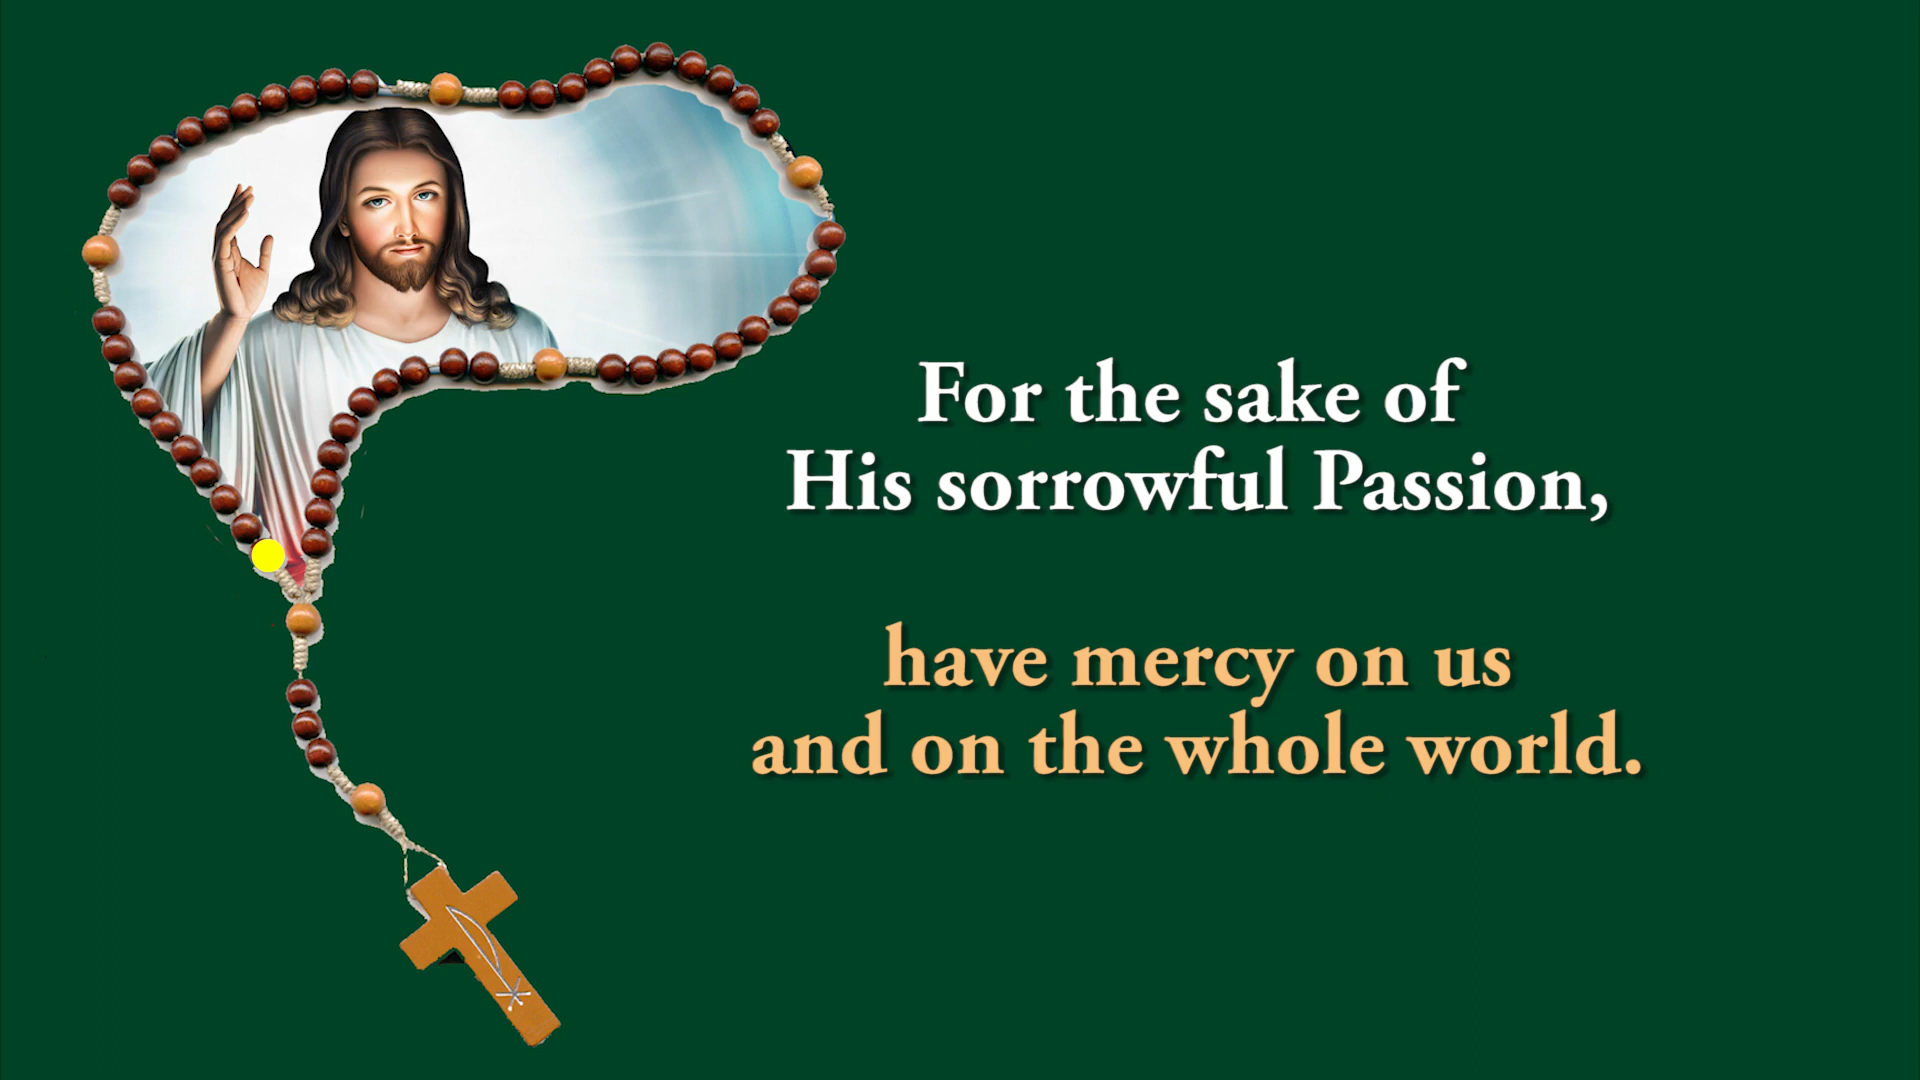 For the sake of
His sorrowful Passion,
have mercy on us
and on the whole world.